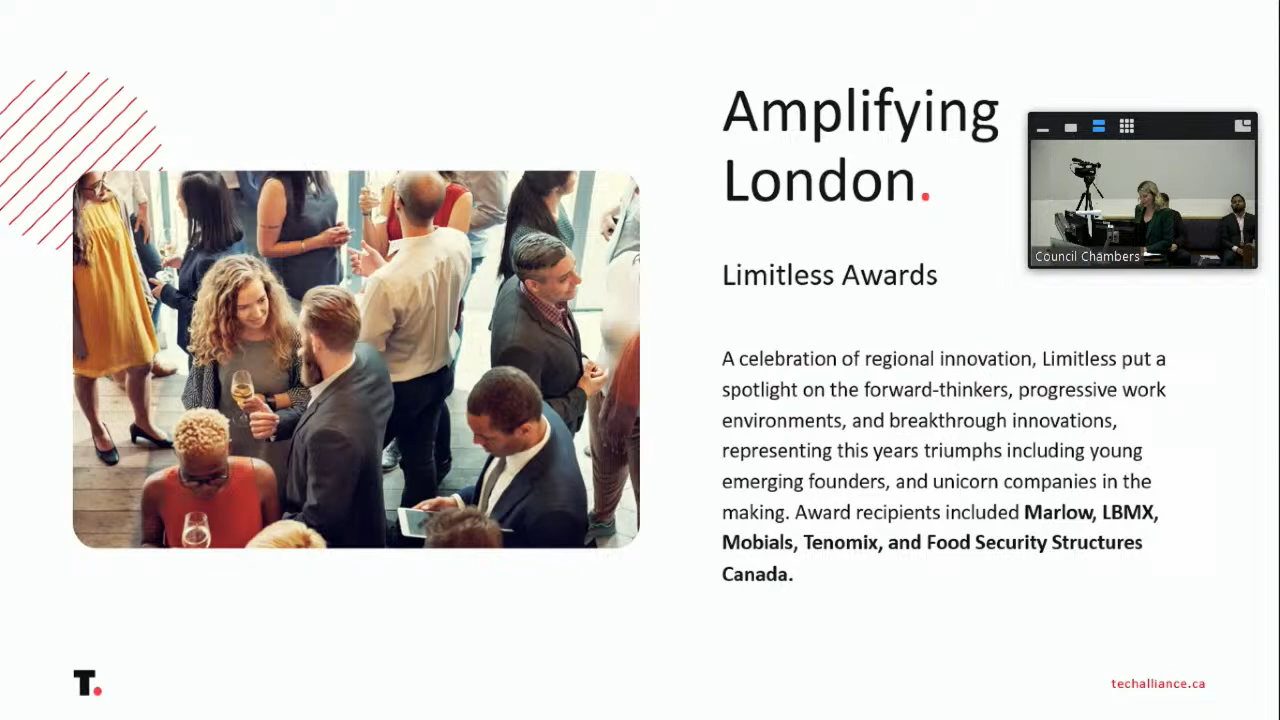 Amplifying
London.
Council Chambers
Limitless Awards
A celebration of regional innovation, Limitless put a
spotlight on the forward-thinkers, progressive work
environments, and breakthrough innovations,
representing this years triumphs including young
emerging founders, and unicorn companies in the
making. Award recipients included Marlow, LBMX,
Mobials, Tenomix, and Food Security Structures
Canada.
T.
techalliance.ca